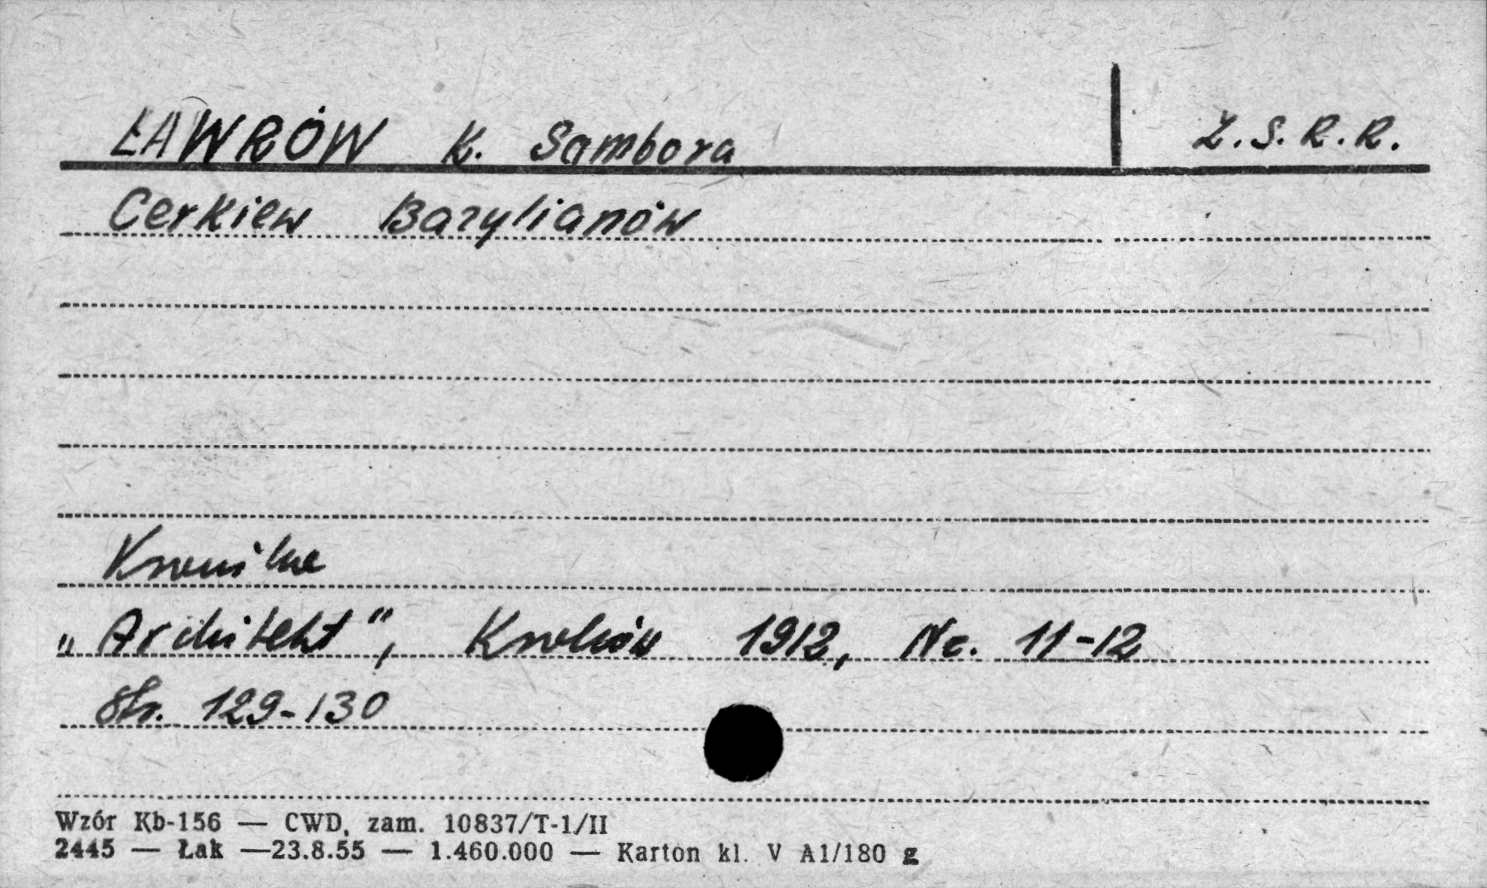 ŁAWRÓW k. Sambora Z.S.R.R.
Cerkiew Bazylianów
Kronika
„Architekt", Kraków 1912, Nr. 11-12
str. 129-130
Wzór Kb-156 — CWD, zam. 10837/T-1/II
2445 — Łak —23.8.55 — 1.460.000 — Karton kl. V A1/180 g